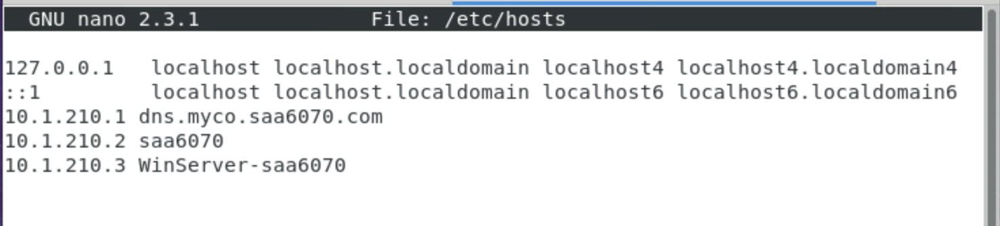 GNU nano 2.3.1 File: /etc/hosts
127.0.0.1 localhost localhost.localdomain localhost4 localhost4.localdomain4
::1 localhost localhost.localdomain localhost6 localhost6.localdomain6
10.1.210.1 dns.myco.saa6070.com
10.1.210.2 saa6070
10.1.210.3 WinServer-saa6070